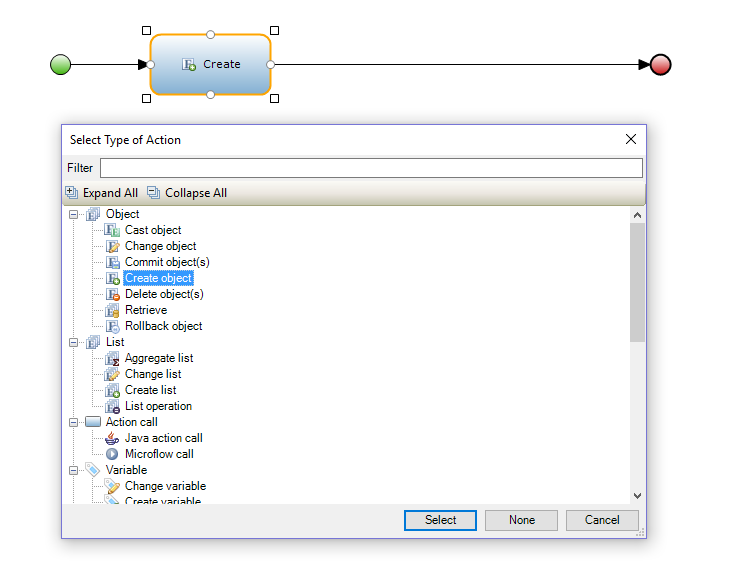 Create
Select Type of Action
Filter
Expand All Collapse All
Object
Cast object
Change object
Commit object(s)
Create object
Delete object(s)
Retrieve
Rollback object
List
Aggregate list
Change list
Create list
List operation
Action call
Java action call
Microflow call
Variable
Change variable
Create variable
Select None Cancel